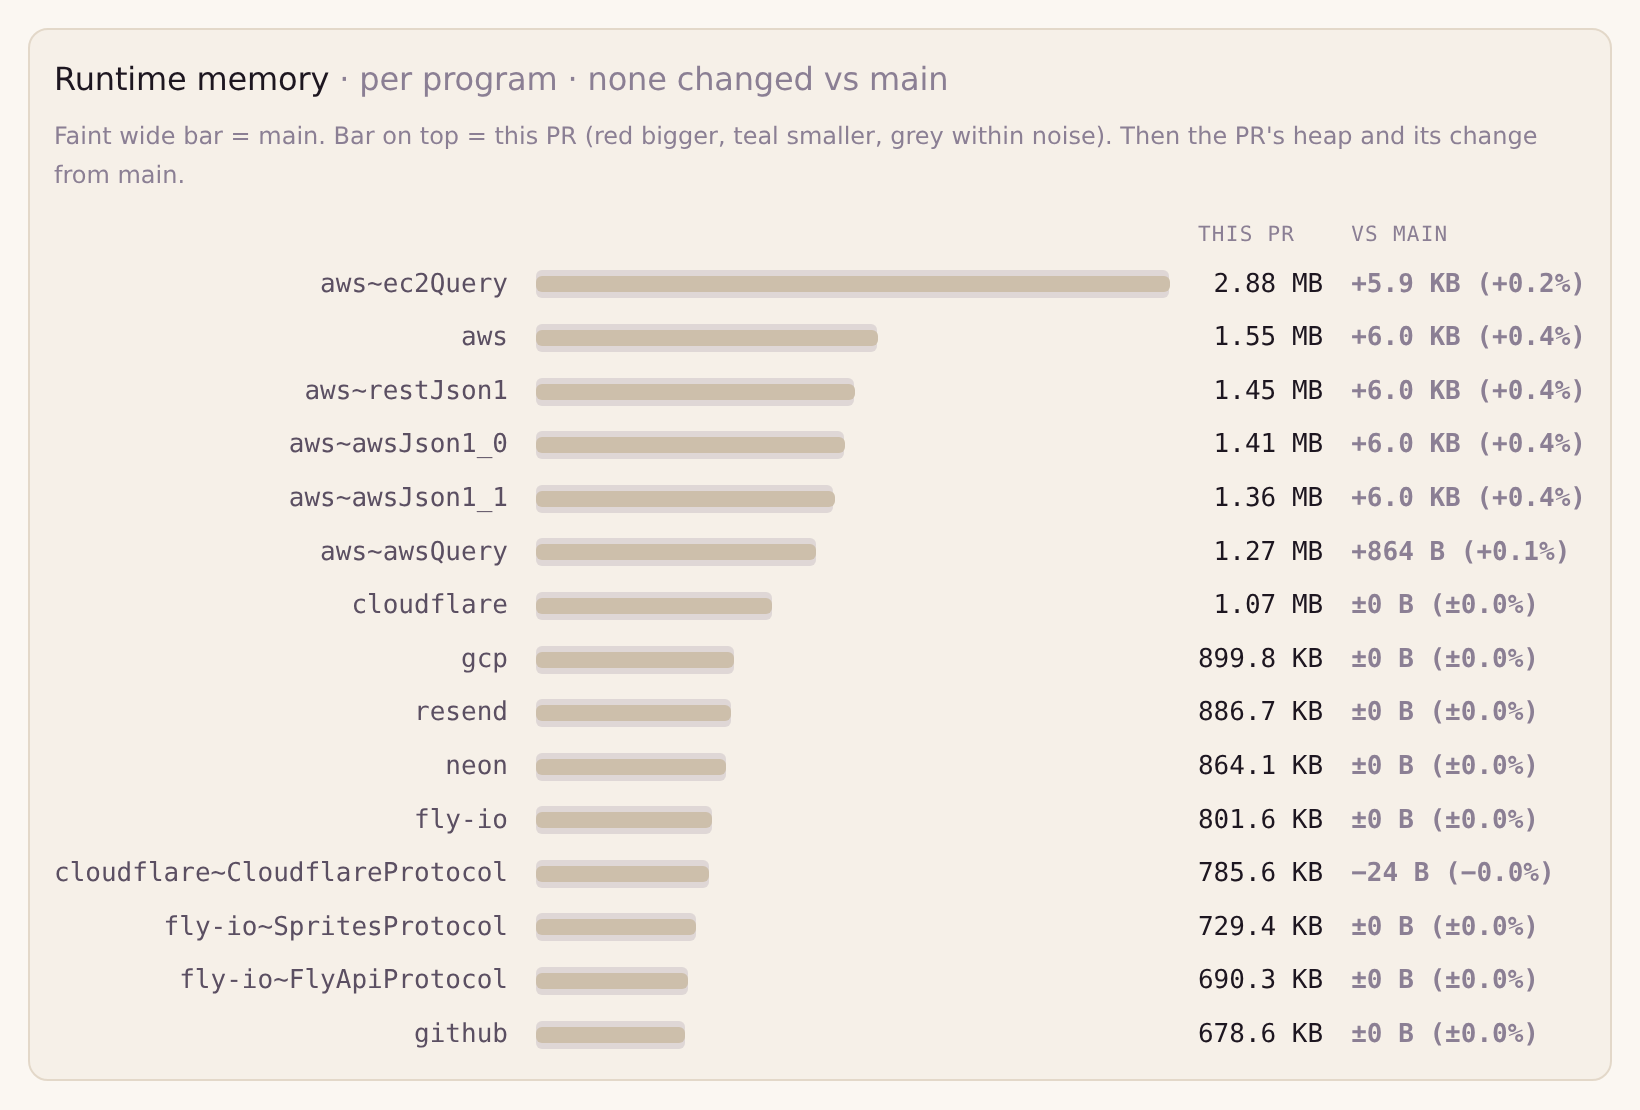 Runtime memory · per program · none changed vs main
Faint wide bar = main. Bar on top = this PR (red bigger, teal smaller, grey within noise). Then the PR's heap and its change
from main.
THIS PR VS MAIN
aws~ec2Query 2.88 MB +5.9 KB (+0.2%)
aws 1.55 MB +6.0 KB (+0.4%)
aws~restJson1 1.45 MB +6.0 KB (+0.4%)
aws~awsJson1_0 1.41 MB +6.0 KB (+0.4%)
aws~awsJson1_1 1.36 MB +6.0 KB (+0.4%)
aws~awsQuery 1.27 MB +864 B (+0.1%)
cloudflare 1.07 MB ±0 B (±0.0%)
gcp 899.8 KB ±0 B (±0.0%)
resend 886.7 KB ±0 B (±0.0%)
neon 864.1 KB ±0 B (±0.0%)
fly-io 801.6 KB ±0 B (±0.0%)
cloudflare~CloudflareProtocol 785.6 KB −24 B (−0.0%)
fly-io~SpritesProtocol 729.4 KB ±0 B (±0.0%)
fly-io~FlyApiProtocol 690.3 KB ±0 B (±0.0%)
github 678.6 KB ±0 B (±0.0%)